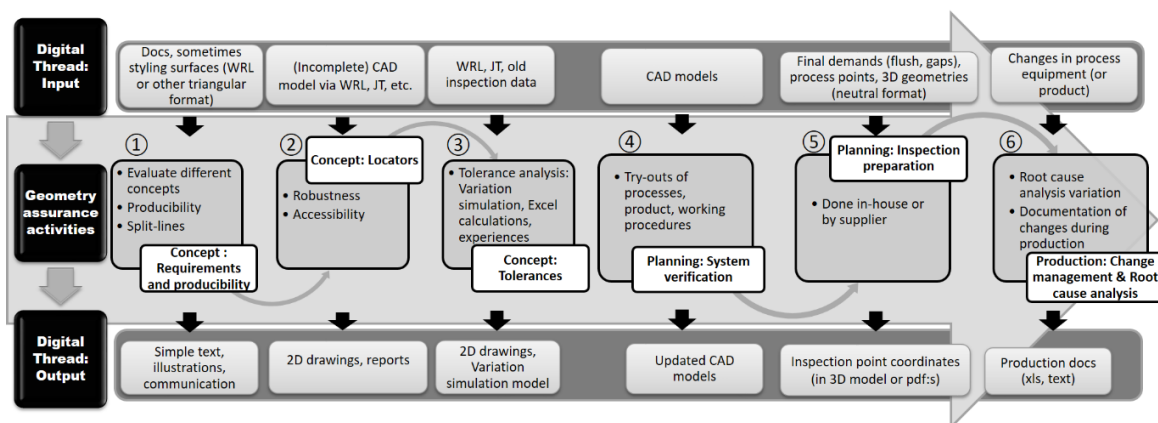 Digital
Thread:
Input
Docs, sometimes
styling surfaces (WRL
or other triangular
format)
(Incomplete) CAD
model via WRL, JT, etc.
WRL, JT, old
inspection data
CAD models
Final demands (flush, gaps),
process points, 3D geometries
(neutral format)
Changes in process
equipment (or
product)
Geometry
assurance
activities
①
• Evaluate different
concepts
• Producibility
• Split-lines
Concept :
Requirements
and producibility
②
Concept: Locators
• Robustness
• Accessibility
③
• Tolerance analysis:
Variation
simulation, Excel
calculations,
experiences
Concept:
Tolerances
④
• Try-outs of
processes,
product, working
procedures
Planning: System
verification
⑤
Planning: Inspection
preparation
• Done in-house or
by supplier
⑥
• Root cause
analysis variation
• Documentation of
changes during
production
Production: Change
management & Root
cause analysis
Digital
Thread:
Output
Simple text,
illustrations,
communication
2D drawings, reports
2D drawings,
Variation
simulation model
Updated CAD
models
Inspection point coordinates
(in 3D model or pdf:s)
Production docs
(xls, text)